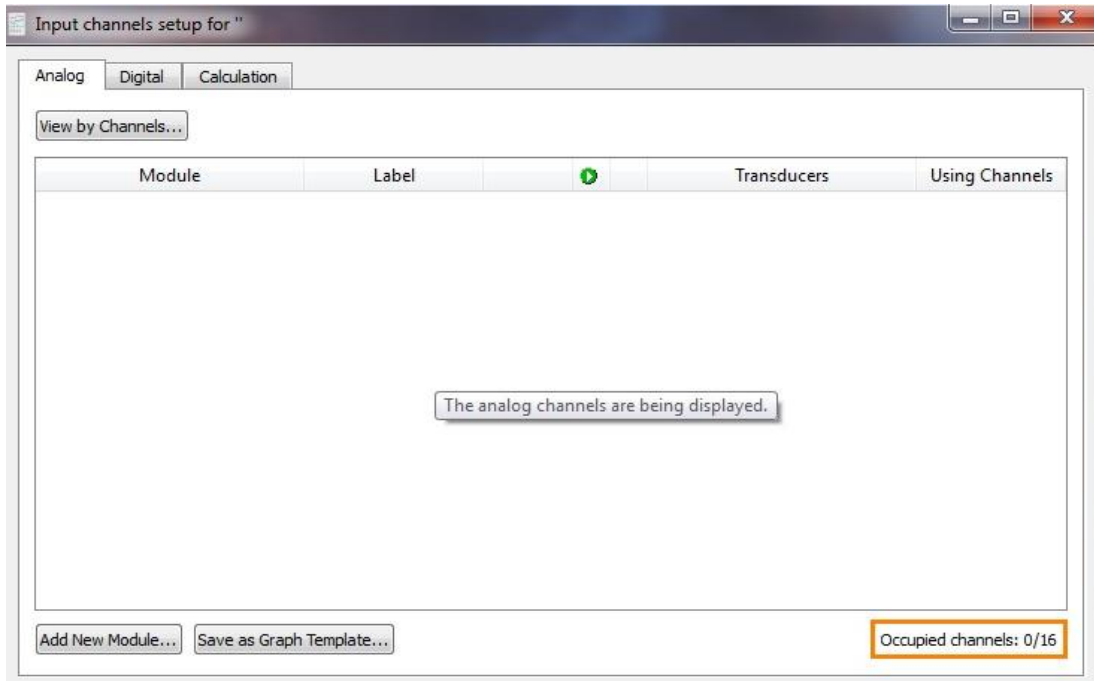 Input channels setup for "
Analog Digital Calculation
View by Channels...
Module Label Transducers Using Channels
The analog channels are being displayed.
Add New Module... Save as Graph Template... Occupied channels: 0/16